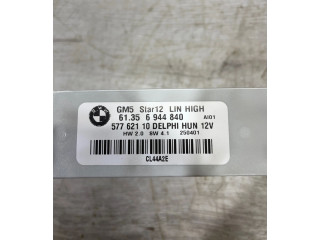 GM5 Star12 LIN HIGH
61.35 6 944 840 AI01
577 621 10 DELPHI HUN 12V
HW 2.0 SW 4.1 250401
CL44A2E